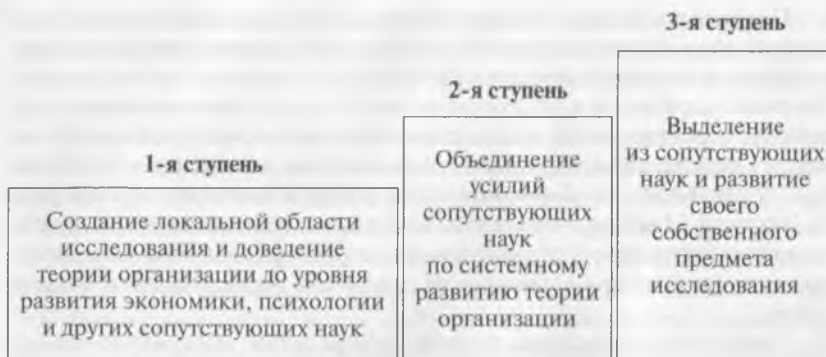 1-я ступень
Создание локальной области
исследования и доведение
теории организации до уровня
развития экономики, психологии
и других сопутствующих наук
2-я ступень
Объединение
усилий
сопутствующих
наук
по системному
развитию теории
организации
3-я ступень
Выделение
из сопутствующих
наук и развитие
своего
собственного
предмета
исследования